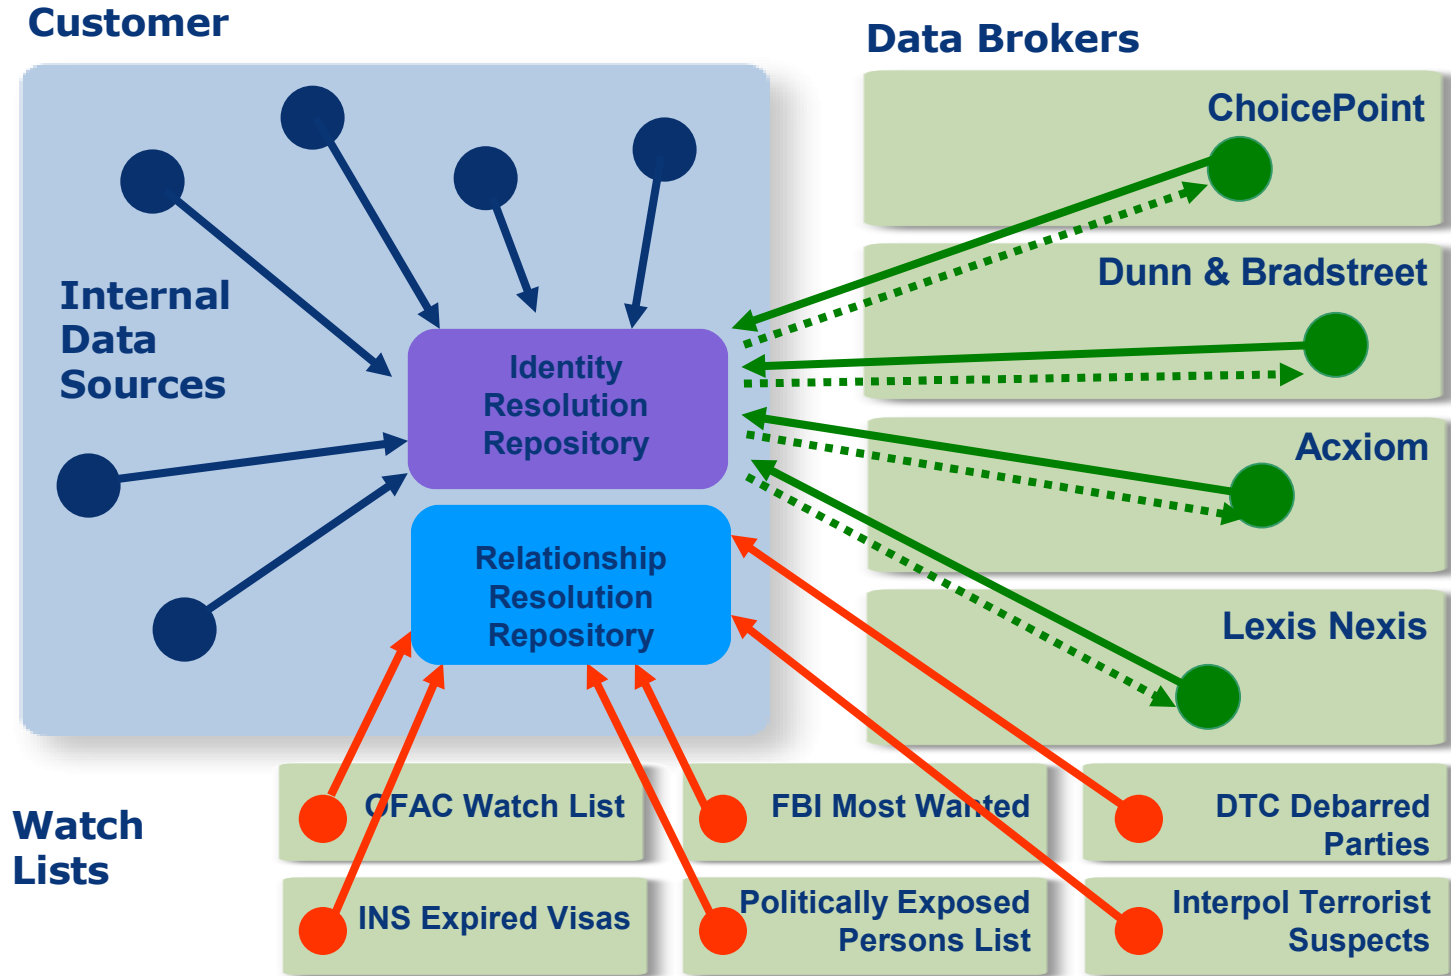 Customer
Data Brokers
ChoicePoint
Dunn & Bradstreet
Internal
Data
Sources
Identity
Resolution
Repository
Acxiom
Relationship
Resolution
Repository
Lexis Nexis
Watch
Lists
OFAC Watch List
FBI Most Wanted
DTC Debarred
Parties
INS Expired Visas
Politically Exposed
Persons List
Interpol Terrorist
Suspects